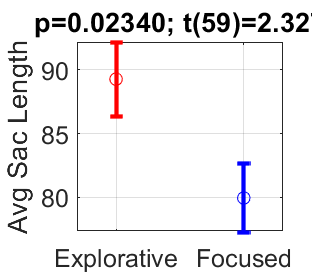 p=0.02340; t(59)=2.327
Avg Sac Length
90
85
80
Explorative Focused